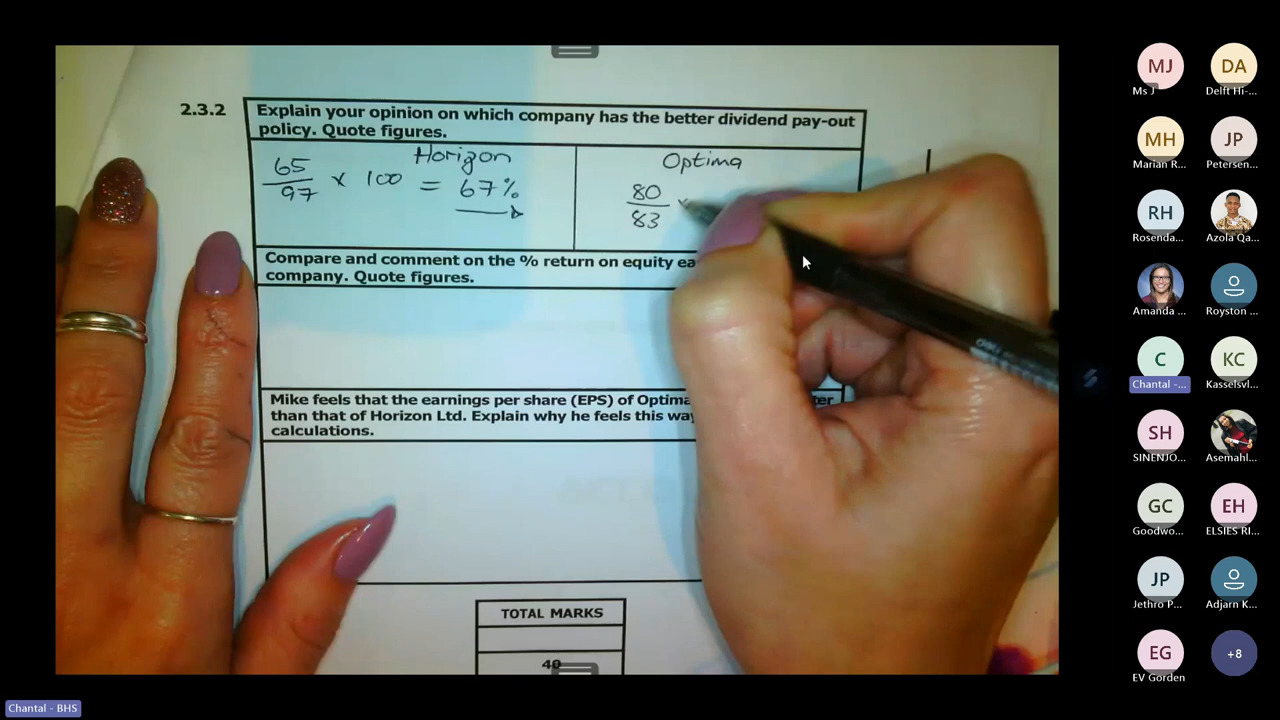 2.3.2
Explain your opinion on which company has the better dividend pay-out
policy. Quote figures.
Horizon
65
97
x 100 = 67%
Optima
80
83
x
Compare and comment on the % return on equity ea
company. Quote figures.
Mike feels that the earnings per share (EPS) of Optima
than that of Horizon Ltd. Explain why he feels this way
calculations.
TOTAL MARKS
40
MJ
Ms J
DA
Delft Hi-...
MH
Marian R...
JP
Petersen...
RH
Rosenda...
Azola Qa...
Amanda ...
Royston ...
C
Chantal -...
KC
Kasselsvl...
SH
SINENJO...
Asemahl...
GC
Goodwo...
EH
ELSIES RI...
JP
Jethro P...
Adjarn K...
EG
EV Gorden
+8
Chantal - BHS